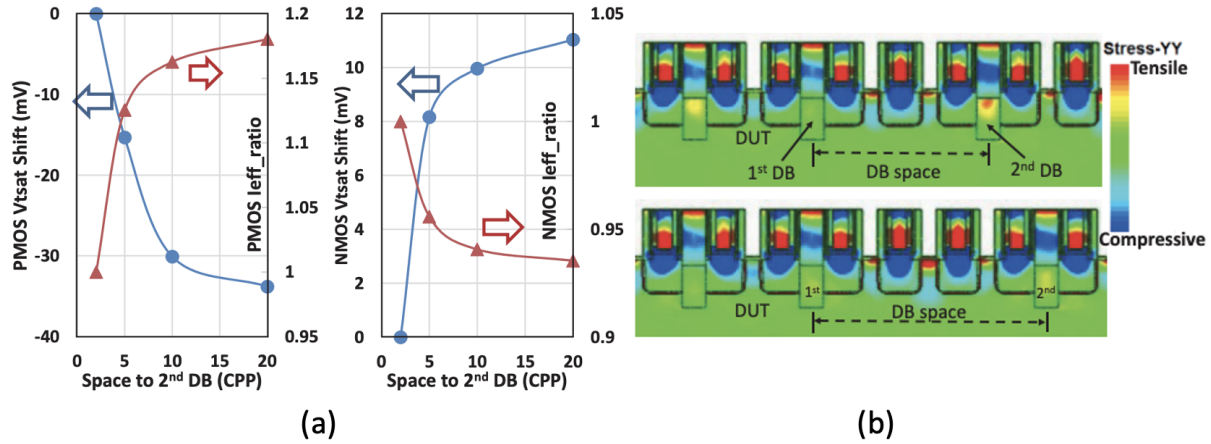 0
-10
-20
-30
-40
PMOS Vtsat Shift (mV)
1.2
1.15
1.1
1.05
1
0.95
PMOS Ieff_ratio
0 5 10 15 20
Space to 2nd DB (CPP)
12
10
8
6
4
2
0
NMOS Vtsat Shift (mV)
1.05
1
0.95
0.9
NMOS Ieff_ratio
0 5 10 15 20
Space to 2nd DB (CPP)
(a)
Stress-YY
Tensile
Compressive
DUT
1st DB
DB space
2nd DB
1st
2nd
DUT
DB space
(b)